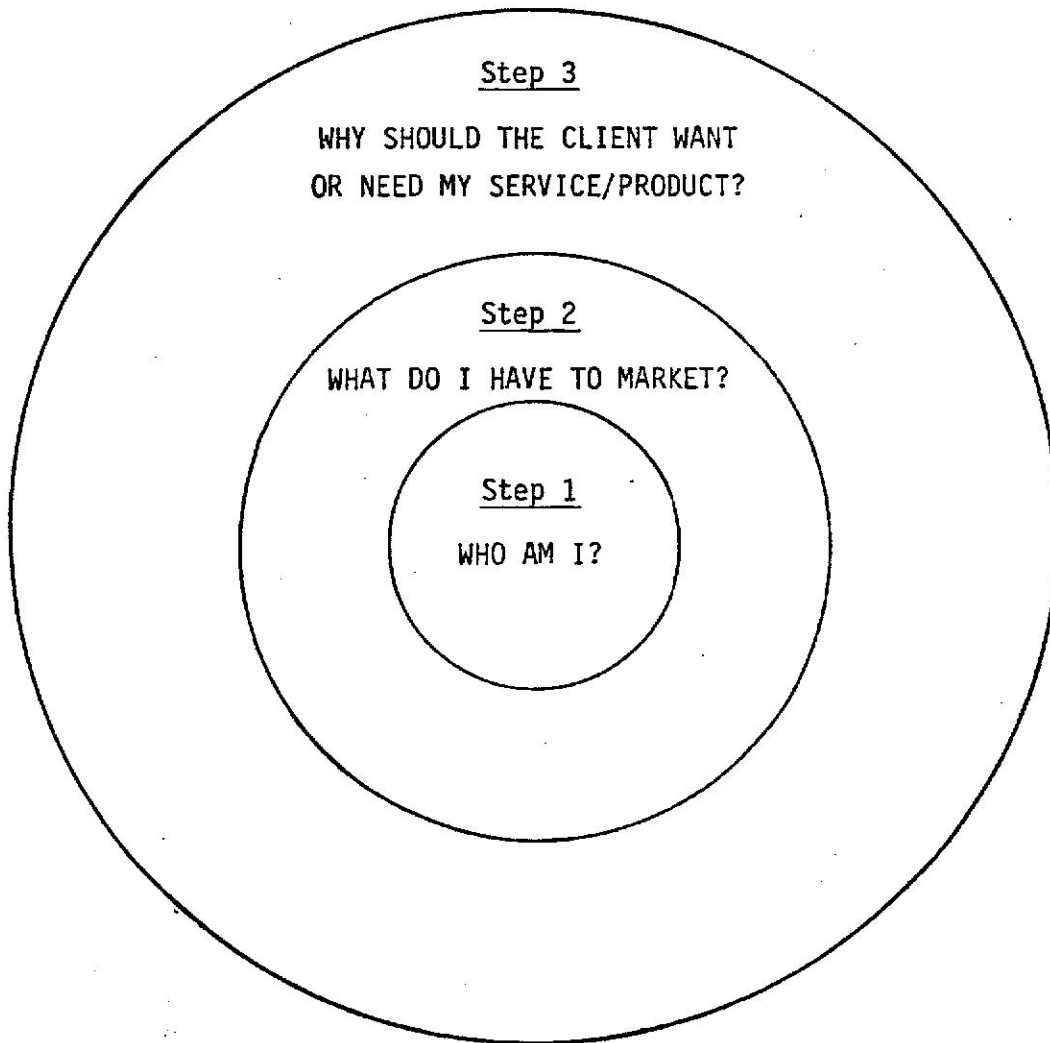 Step 3
WHY SHOULD THE CLIENT WANT
OR NEED MY SERVICE/PRODUCT?
Step 2
WHAT DO I HAVE TO MARKET?
Step 1
WHO AM I?